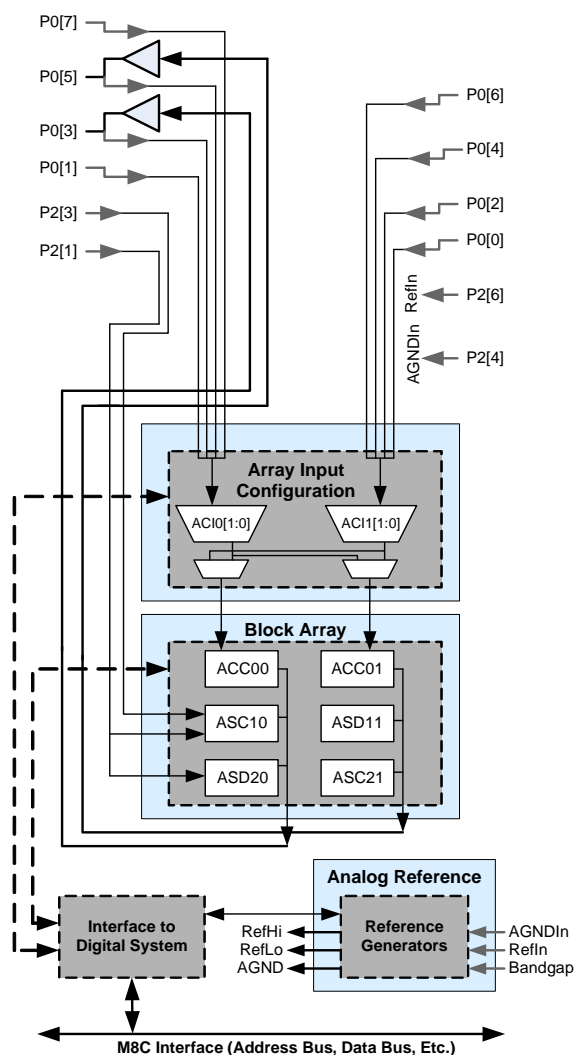 P0[7]
P0[5]
P0[3]
P0[1]
P2[3]
P2[1]
P0[6]
P0[4]
P0[2]
P0[0]
RefIn
P2[6]
AGNDIn
P2[4]
Array Input
Configuration
ACI0[1:0]
ACI1[1:0]
Block Array
ACC00
ACC01
ASC10
ASD11
ASD20
ASC21
Analog Reference
Interface to
Digital System
RefHi
RefLo
AGND
Reference
Generators
AGNDIn
RefIn
Bandgap
M8C Interface (Address Bus, Data Bus, Etc.)